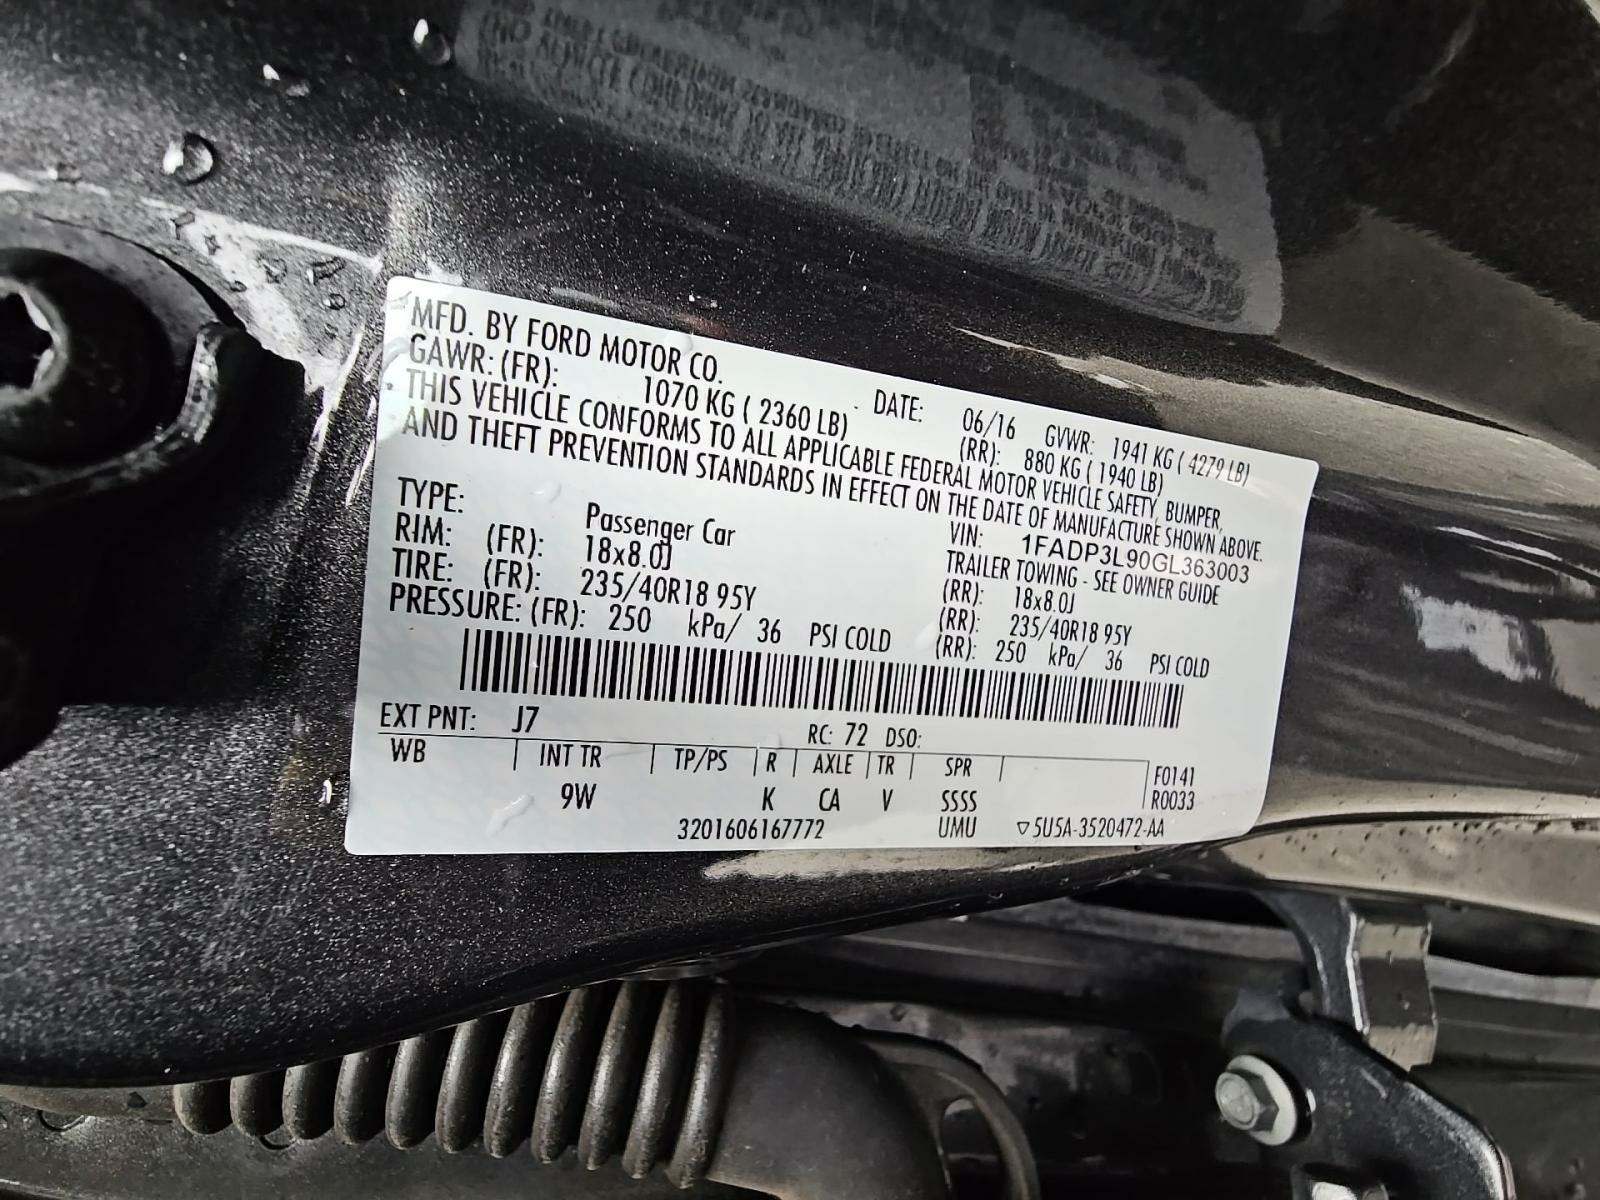 MFD. BY FORD MOTOR CO. DATE: 06/16 GVWR: 1941 KG ( 4279 LB)
GAWR: (FR): 1070 KG ( 2360 LB) (RR): 880 KG ( 1940 LB)
THIS VEHICLE CONFORMS TO ALL APPLICABLE FEDERAL MOTOR VEHICLE SAFETY, BUMPER,
AND THEFT PREVENTION STANDARDS IN EFFECT ON THE DATE OF MANUFACTURE SHOWN ABOVE.
VIN: 1FADP3L90GL363003
TYPE: Passenger Car TRAILER TOWING - SEE OWNER GUIDE
RIM: (FR): 18x8.0J (RR): 18x8.0J
TIRE: (FR): 235/40R18 95Y (RR): 235/40R18 95Y
PRESSURE: (FR): 250 kPa/ 36 PSI COLD (RR): 250 kPa/ 36 PSI COLD
EXT PNT: J7 RC: 72 DSO:
WB INT TR TP/PS R AXLE TR SPR F0141
9W K CA V SSSS R0033
3201606167772 UMU ▽5U5A-3520472-AA